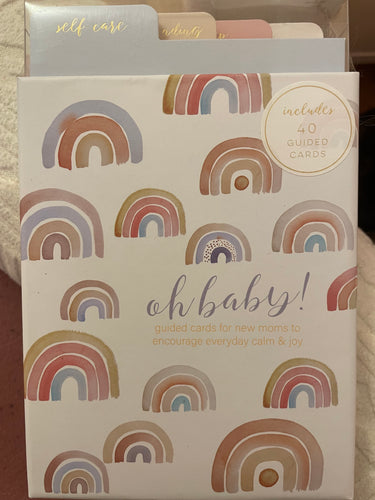 self care
includes
40
GUIDED
CARDS
oh baby!
guided cards for new moms to
encourage everyday calm & joy